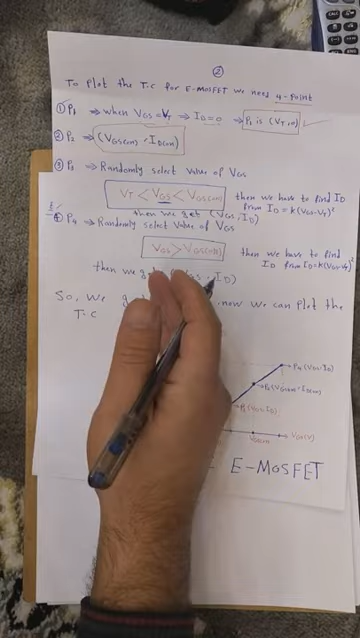 ②
To plot the T.C for E-MOSFET we need 4-point
① P₁ ⇒ when VGS=VT ⇒ ID=0 ⇒ P₁ is (VT,0)
② P₂ ⇒ (VGS(on), ID(on))
③ P₃ ⇒ Randomly select value of VGS
VT<VGS<VGS(on) then we have to find ID
from ID=k(VGS-VT)²
then we get (VGS,ID)
④ P₄ ⇒ Randomly select value of VGS
VGS>VGS(on) then we have to find
ID from ID=k(VGS-VT)²
then we ID)
So, we now we can plot the
T.C
P₄(VGS,ID)
P₂(VGS(on),ID(on))
P₃(VGS,ID)
VGS(on) VGS(V)
E-MOSFET